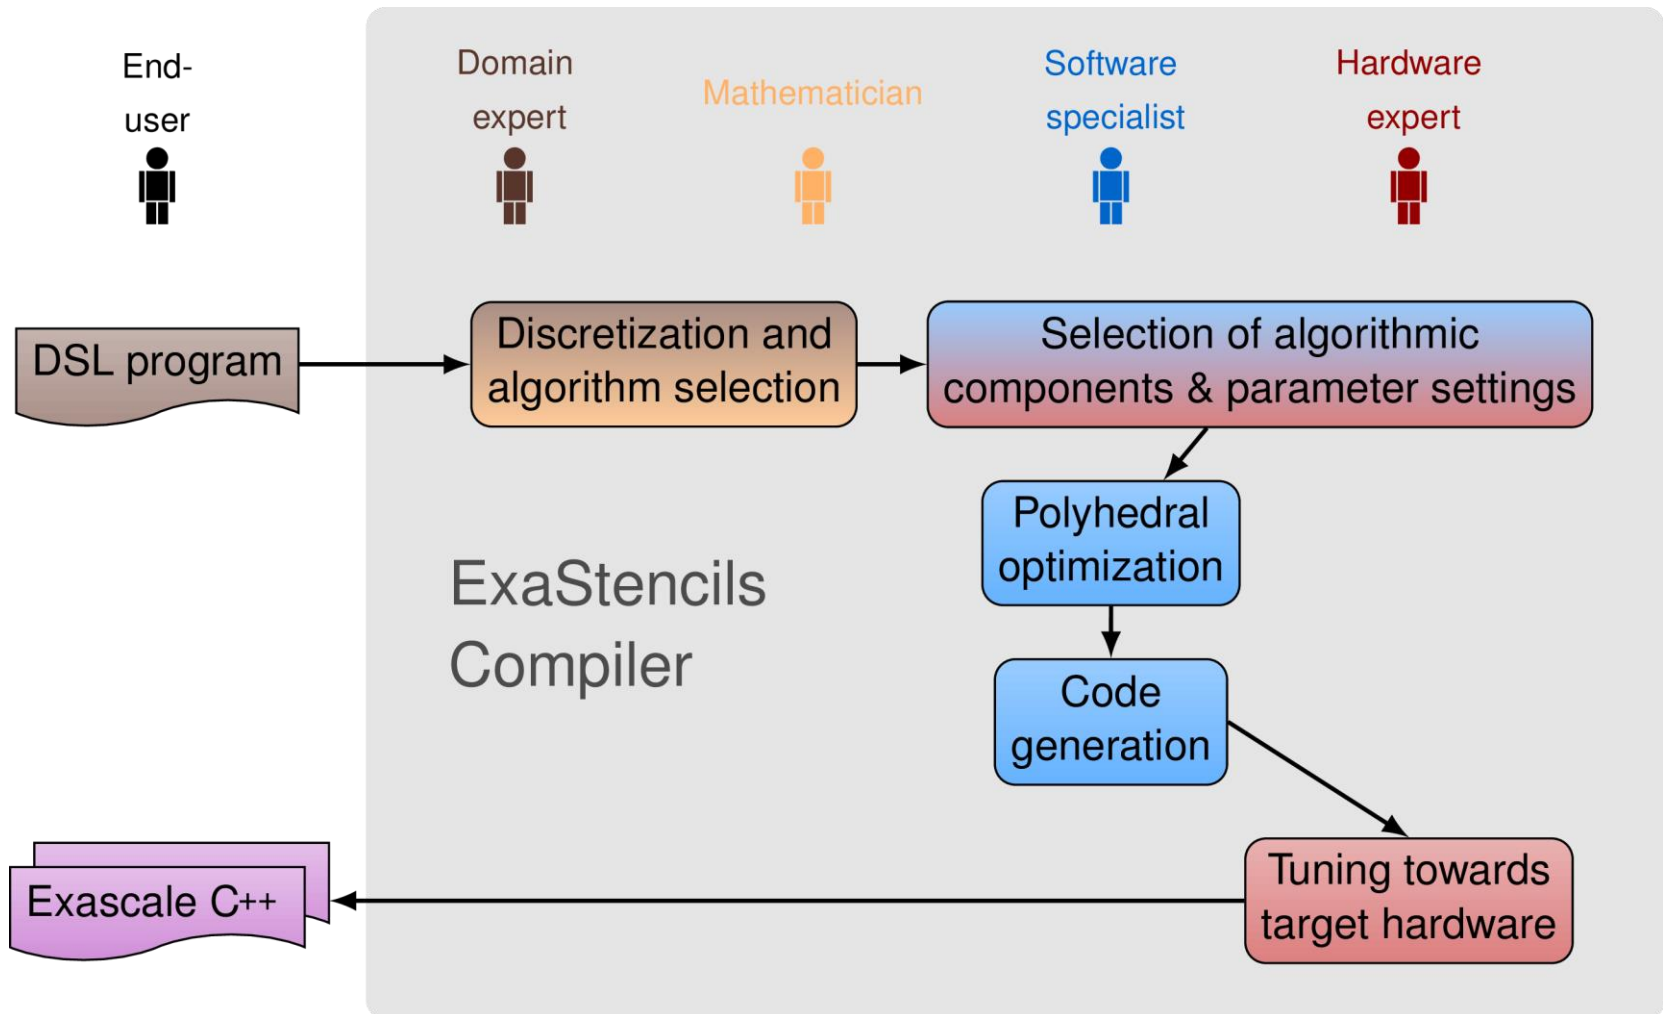 End-
user
Domain
expert
Mathematician
Software
specialist
Hardware
expert
DSL program
Discretization and
algorithm selection
Selection of algorithmic
components & parameter settings
Polyhedral
optimization
ExaStencils
Compiler
Code
generation
Tuning towards
target hardware
Exascale C++